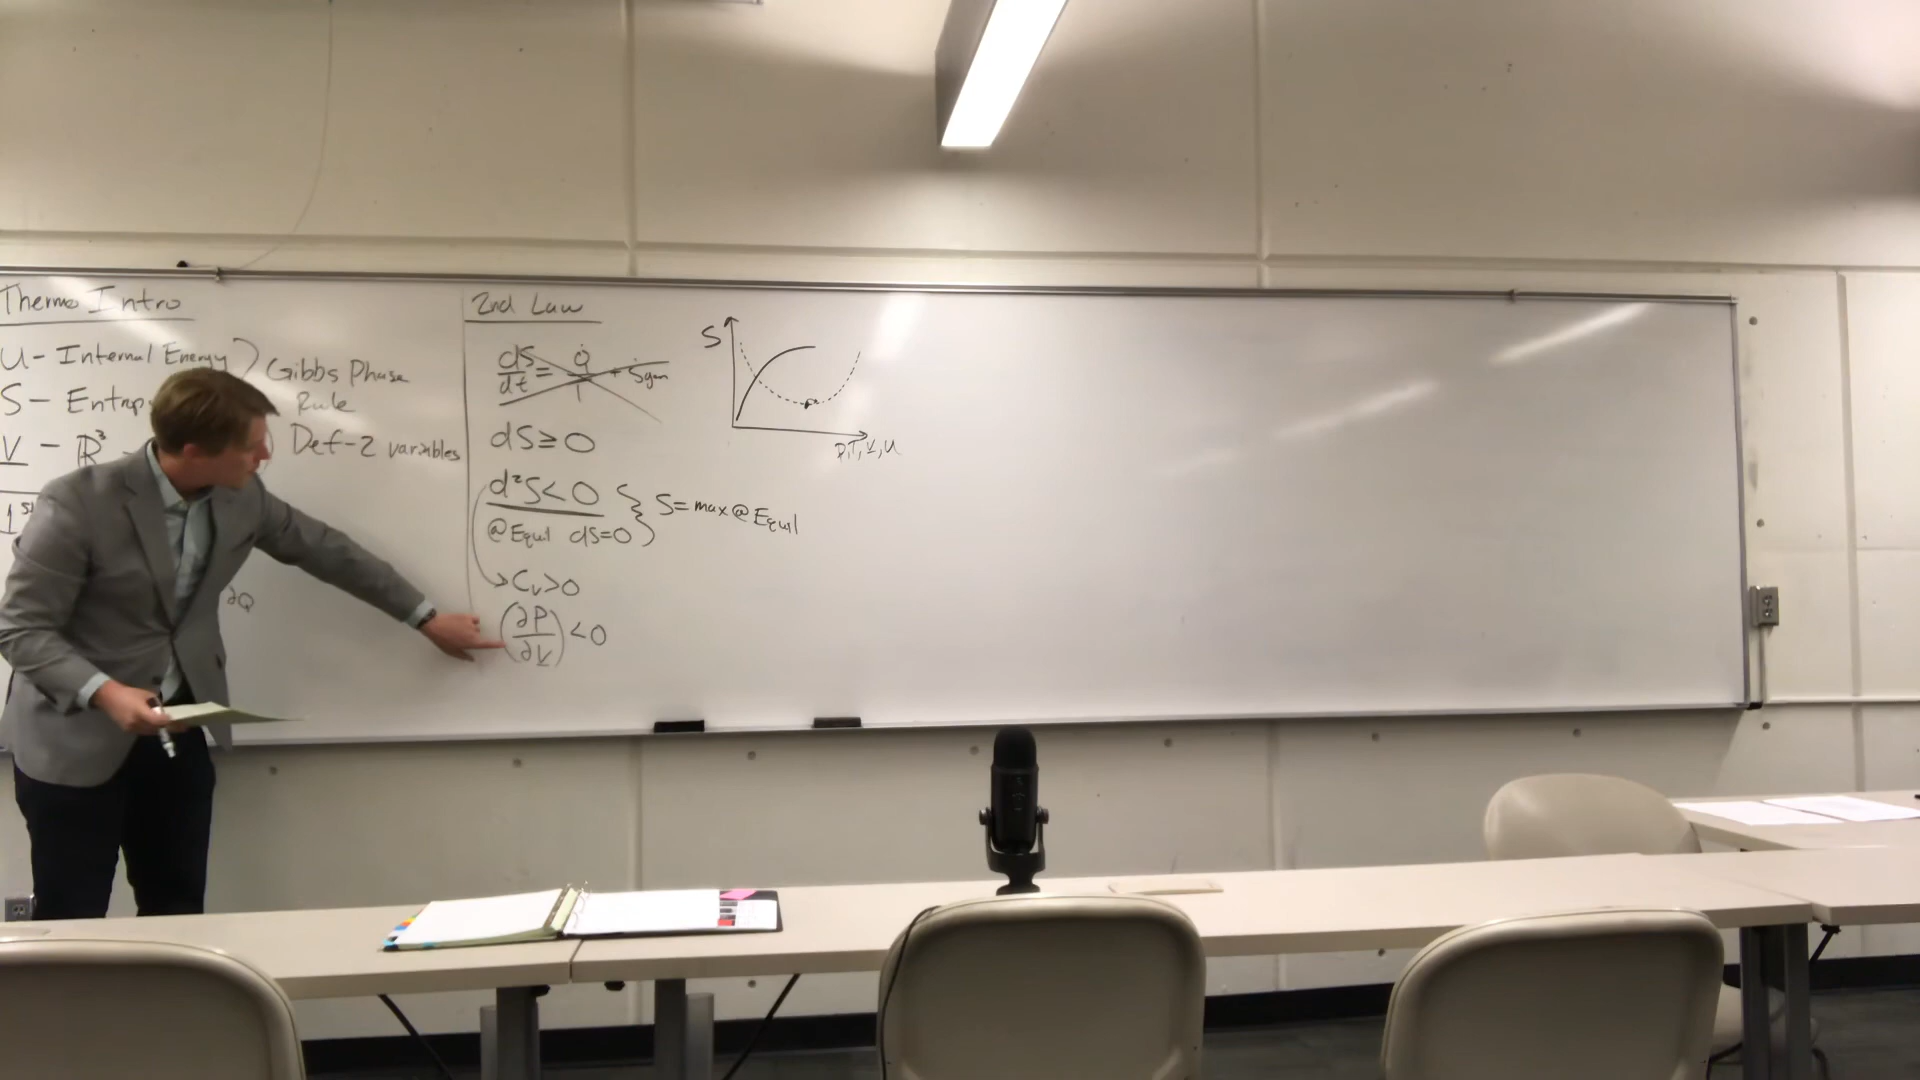 Thermo Intro
U - Internal Energy
S - Entrop
V - ℝ³
Gibbs Phase
Rule
Def-2 variables
1st
∂Q
2nd Law
dS/dt = Q̇/T + Ṡgen
dS ≥ 0
d²S < 0
@ Equil dS=0
S = max @ Equil
→ Cv > 0
(∂P/∂V) < 0
S
P,T,V,U